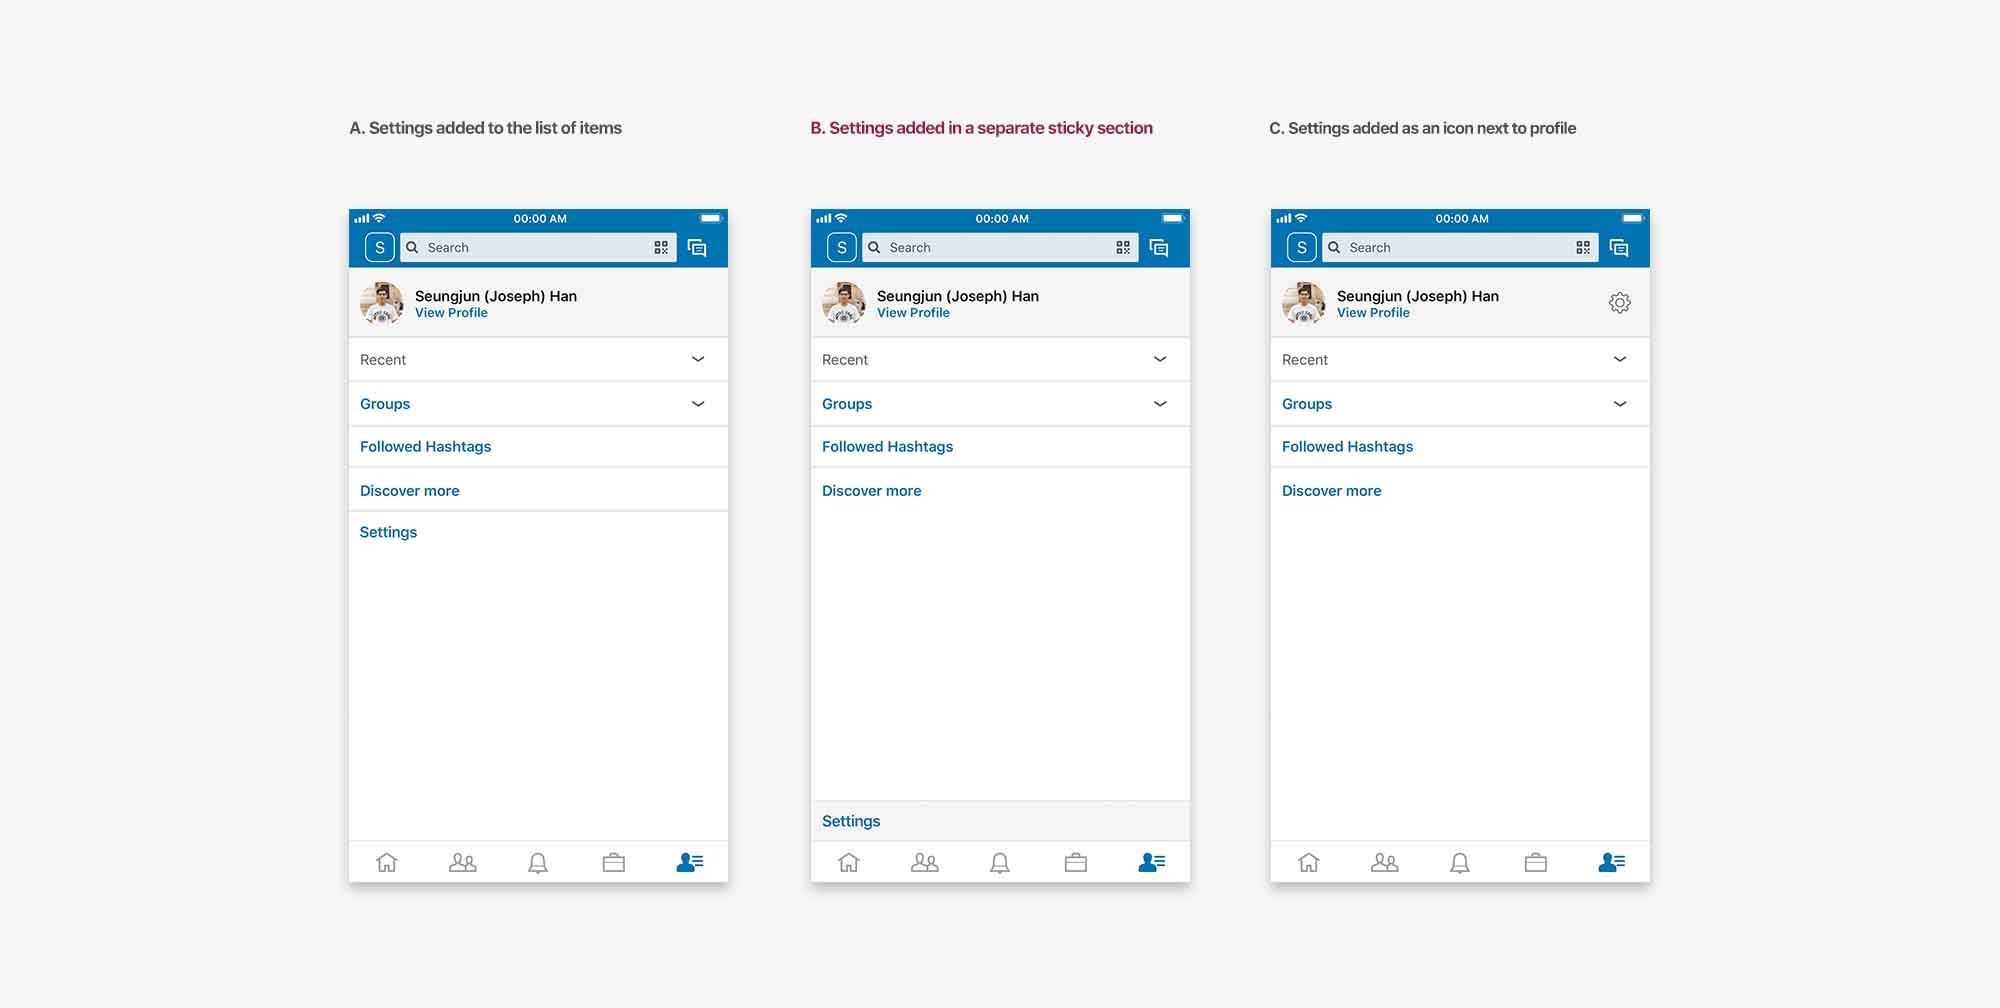 A. Settings added to the list of items
00:00 AM
S
Search
Seungjun (Joseph) Han
View Profile
Recent
Groups
Followed Hashtags
Discover more
Settings
B. Settings added in a separate sticky section
00:00 AM
S
Search
Seungjun (Joseph) Han
View Profile
Recent
Groups
Followed Hashtags
Discover more
Settings
C. Settings added as an icon next to profile
00:00 AM
S
Search
Seungjun (Joseph) Han
View Profile
Recent
Groups
Followed Hashtags
Discover more